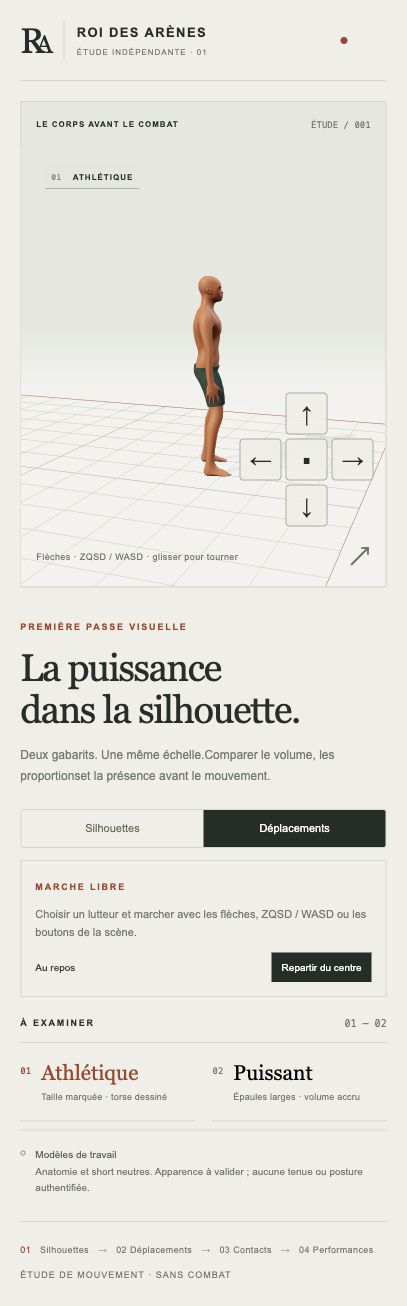 RA
ROI DES ARÈNES
ÉTUDE INDÉPENDANTE · 01
LE CORPS AVANT LE COMBAT
ÉTUDE / 001
01 ATHLÉTIQUE
↑
← ▪ →
↓
Flèches · ZQSD / WASD · glisser pour tourner
↗
PREMIÈRE PASSE VISUELLE
La puissance
dans la silhouette.
Deux gabarits. Une même échelle.Comparer le volume, les
proportionset la présence avant le mouvement.
Silhouettes
Déplacements
MARCHE LIBRE
Choisir un lutteur et marcher avec les flèches, ZQSD / WASD ou les
boutons de la scène.
Au repos
Repartir du centre
À EXAMINER
01 — 02
01 Athlétique
Taille marquée · torse dessiné
02 Puissant
Épaules larges · volume accru
Modèles de travail
Anatomie et short neutres. Apparence à valider ; aucune tenue ou posture
authentifiée.
01 Silhouettes → 02 Déplacements → 03 Contacts → 04 Performances
ÉTUDE DE MOUVEMENT · SANS COMBAT